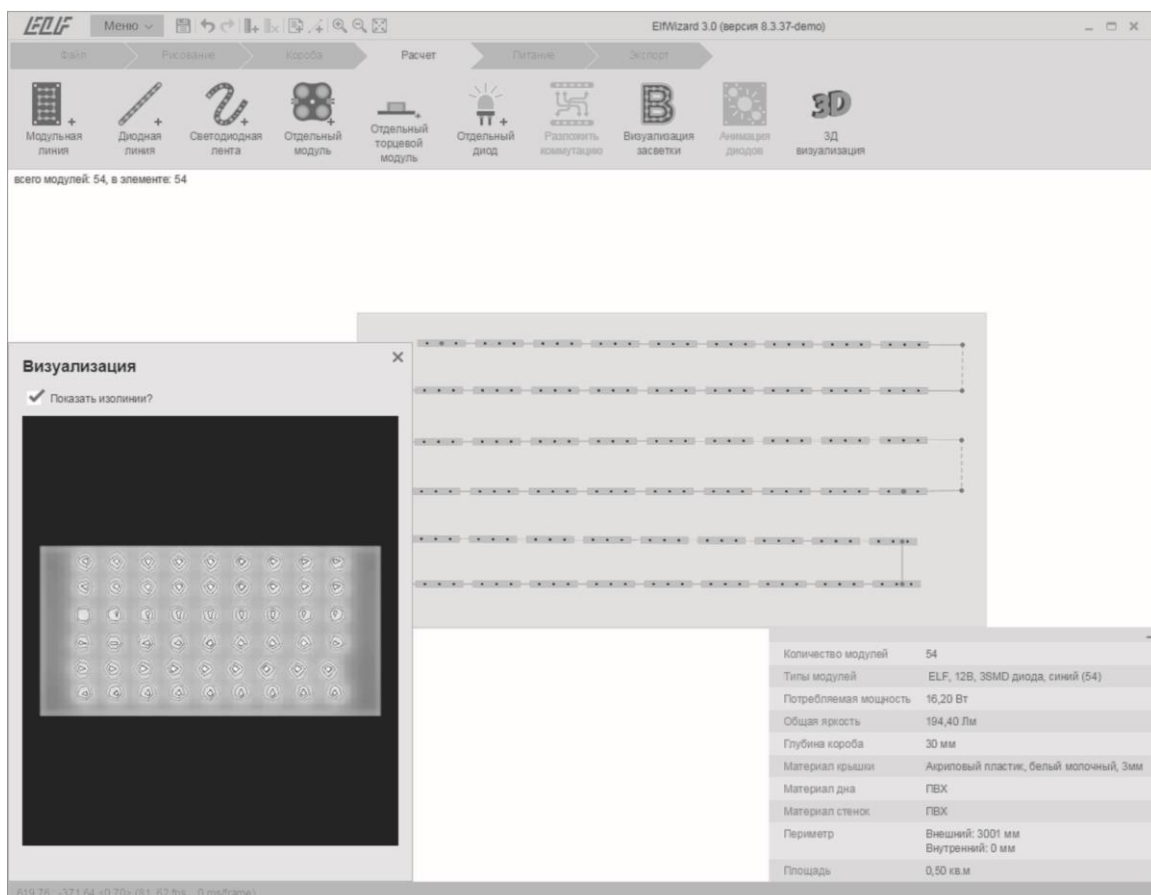 ELF Меню ElfWizard 3.0 (версия 8.3.37-demo)
Файл Рисование Короба Расчет Питание Экспорт
Модульная линия
Диодная линия
Светодиодная лента
Отдельный модуль
Отдельный торцевой модуль
Отдельный диод
Разложить коммутацию
Визуализация засветки
Анимация диодов
3D
3Д визуализация
всего модулей: 54, в элементе: 54
Визуализация
Показать изолинии?
Количество модулей 54
Типы модулей ELF, 12В, 3SMD диода, синий (54)
Потребляемая мощность 16,20 Вт
Общая яркость 194,40 Лм
Глубина короба 30 мм
Материал крышки Акриловый пластик, белый молочный, 3мм
Материал дна ПВХ
Материал стенок ПВХ
Периметр Внешний: 3001 мм
Внутренний: 0 мм
Площадь 0,50 кв.м